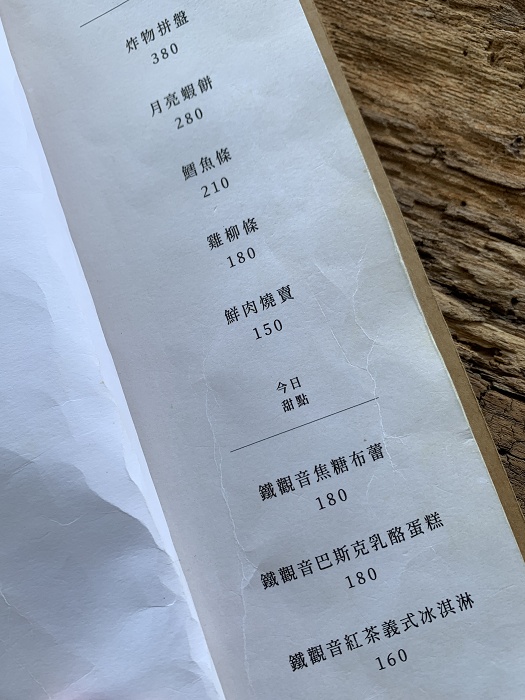 炸物拼盤
380
月亮蝦餅
280
鱈魚條
210
雞柳條
180
鮮肉燒賣
150
今日
甜點
鐵觀音焦糖布蕾
180
鐵觀音巴斯克乳酪蛋糕
180
鐵觀音紅茶義式冰淇淋
160